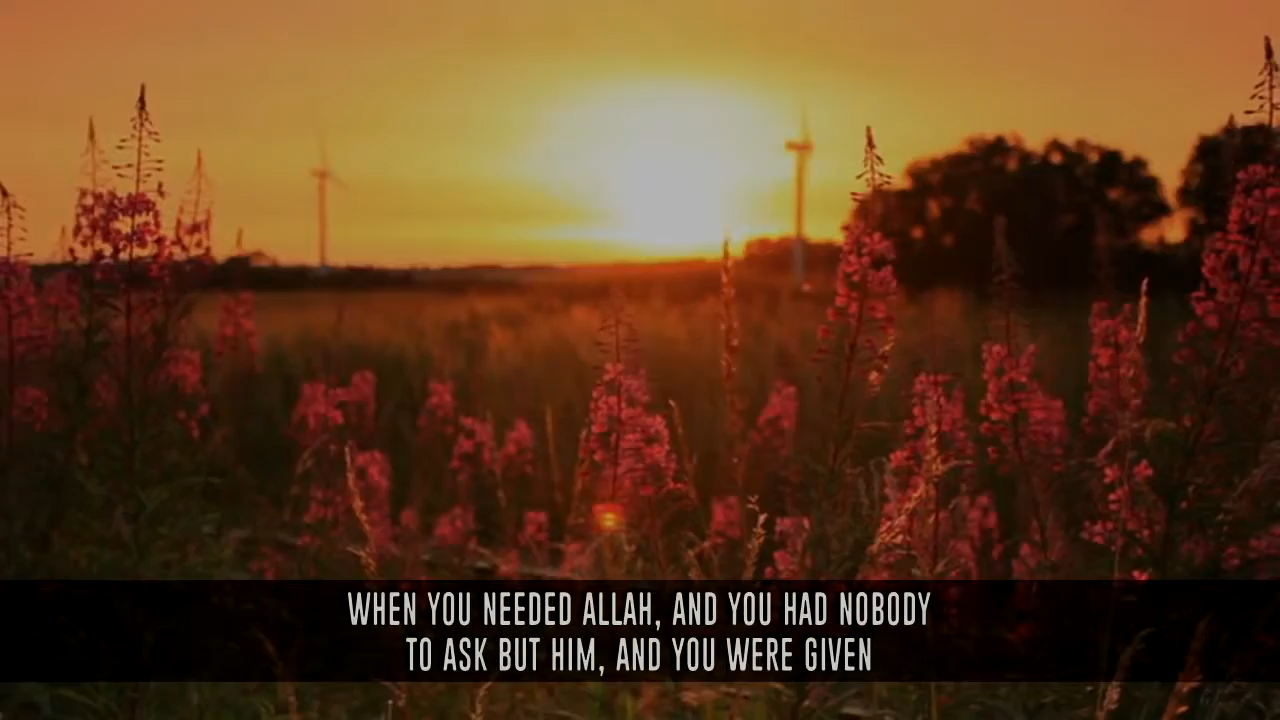 WHEN YOU NEEDED ALLAH, AND YOU HAD NOBODY
TO ASK BUT HIM, AND YOU WERE GIVEN